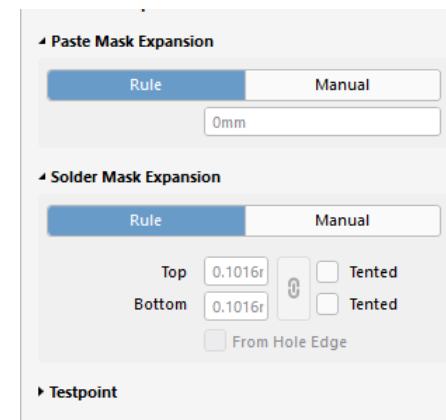 Paste Mask Expansion
Rule Manual
0mm
Solder Mask Expansion
Rule Manual
Top 0.1016r Tented
Bottom 0.1016r Tented
From Hole Edge
Testpoint